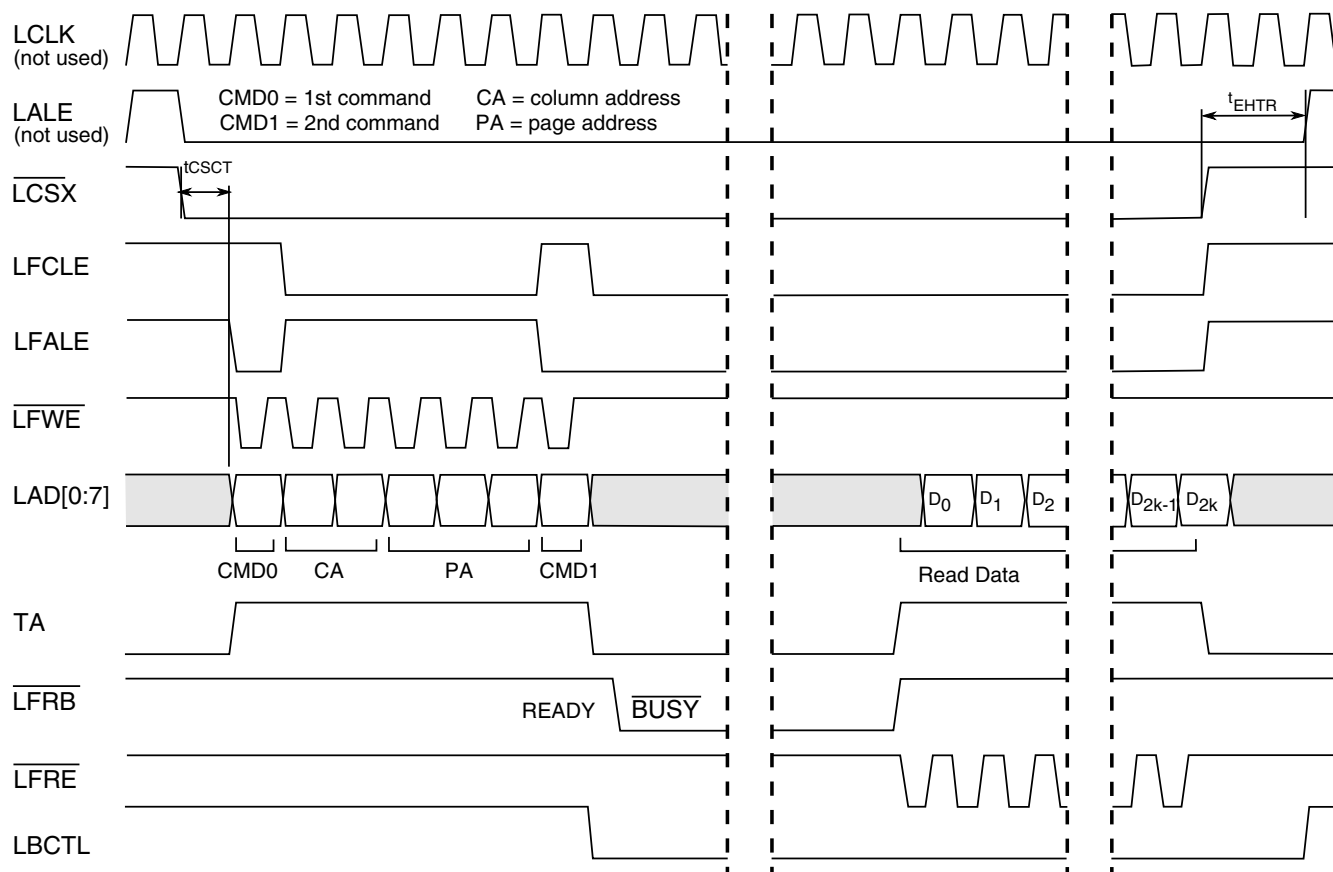 LCLK
(not used)
LALE
(not used)
CMD0 = 1st command CA = column address
CMD1 = 2nd command PA = page address
tEHTR
tCSCT
LCSX
LFCLE
LFALE
LFWE
LAD[0:7]
D0 D1 D2 D2k-1 D2k
CMD0 CA PA CMD1 Read Data
TA
LFRB
READY BUSY
LFRE
LBCTL